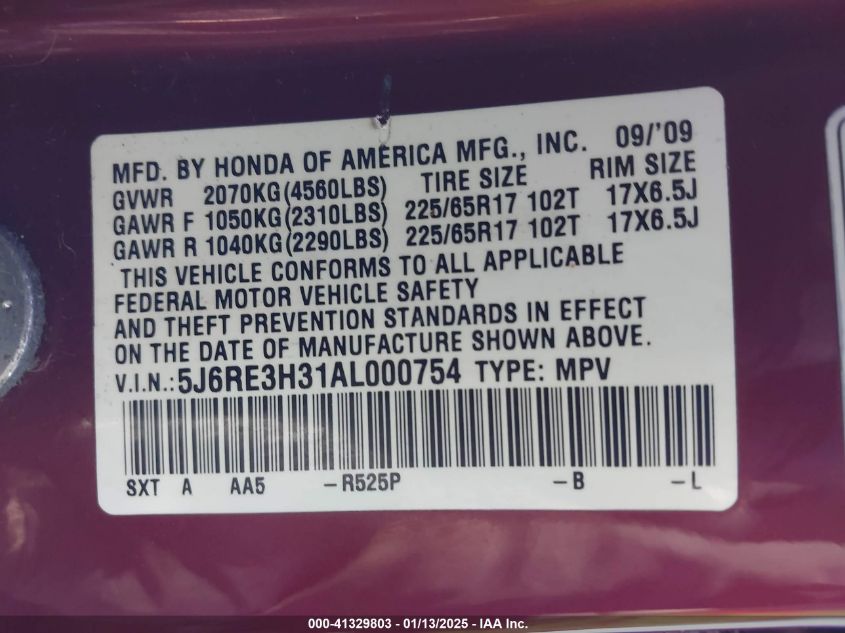 MFD. BY HONDA OF AMERICA MFG., INC. 09/'09
GVWR 2070KG(4560LBS) TIRE SIZE RIM SIZE
GAWR F 1050KG(2310LBS) 225/65R17 102T 17X6.5J
GAWR R 1040KG(2290LBS) 225/65R17 102T 17X6.5J
THIS VEHICLE CONFORMS TO ALL APPLICABLE
FEDERAL MOTOR VEHICLE SAFETY
AND THEFT PREVENTION STANDARDS IN EFFECT
ON THE DATE OF MANUFACTURE SHOWN ABOVE.
V.I.N.: 5J6RE3H31AL000754 TYPE: MPV
SXT A AA5 -R525P -B -L
000-41329803 - 01/13/2025 - IAA Inc.